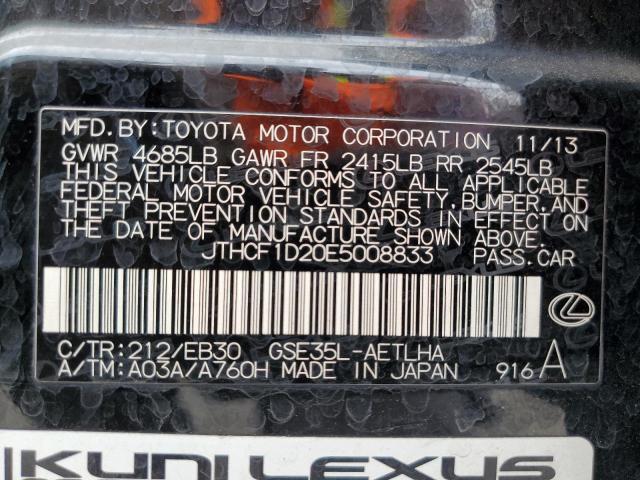 MFD.BY:TOYOTA MOTOR CORPORATION 11/13
GVWR 4685LB GAWR FR 2415LB RR 2545LB
THIS VEHICLE CONFORMS TO ALL APPLICABLE
FEDERAL MOTOR VEHICLE SAFETY,BUMPER,AND
THEFT PREVENTION STANDARDS IN EFFECT ON
THE DATE OF MANUFACTURE SHOWN ABOVE.
JTHCF1D20E5008833 PASS.CAR
C/TR:212/EB30 GSE35L-AETLHA
A/TM:A03A/A760H MADE IN JAPAN 916 A
KUNI LEXUS